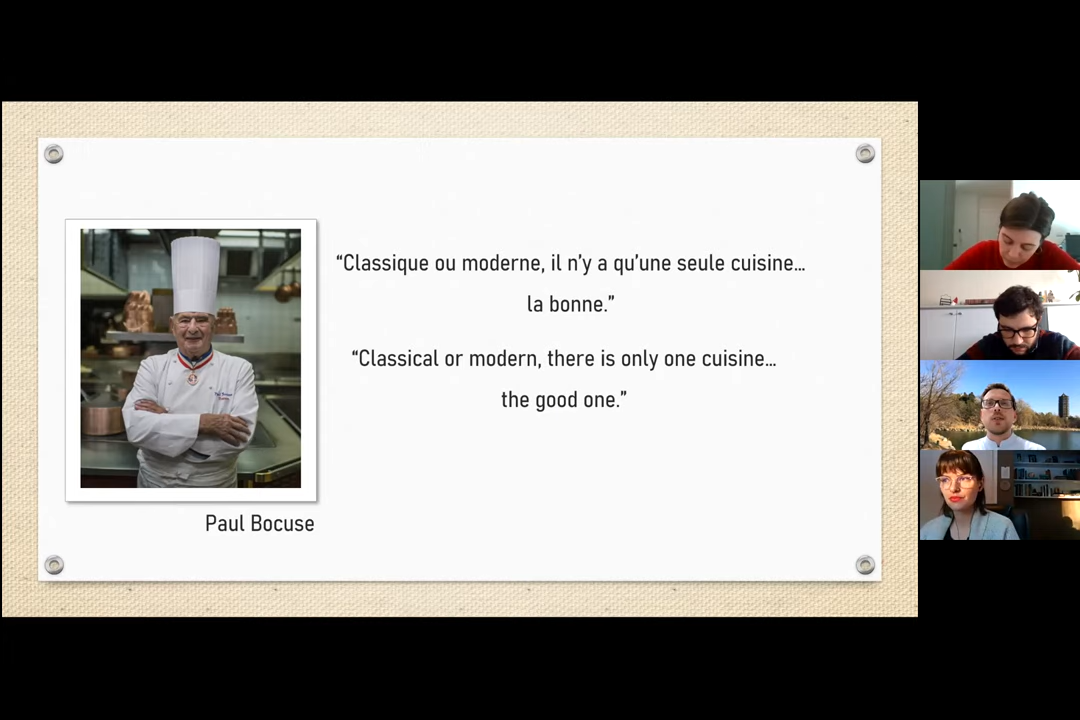 “Classique ou moderne, il n’y a qu’une seule cuisine…
la bonne.”
“Classical or modern, there is only one cuisine…
the good one.”
Paul Bocuse